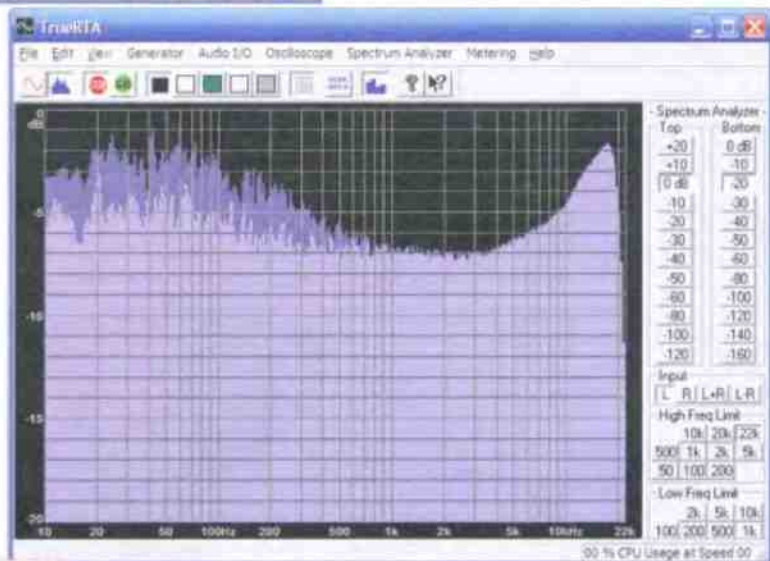 TrueRTA
File Edit View Generator Audio I/O Oscilloscope Spectrum Analyzer Metering Help
0
dB
-5
-10
-15
-20
10 20 50 100Hz 200 500 1k 2k 5k 10kHz 22k
Spectrum Analyzer
Top Bottom
+20 0 dB
+10 -10
0 dB -20
-10 -30
-20 -40
-30 -50
-40 -60
-50 -80
-60 -100
-80 -120
-100 -140
-120 -160
Input
L R L+R L-R
High Freq Limit
10k 20k 22k
500 1k 2k 5k
50 100 200
Low Freq Limit
2k 5k 10k
100 200 500 1k
00 % CPU Usage at Speed 00